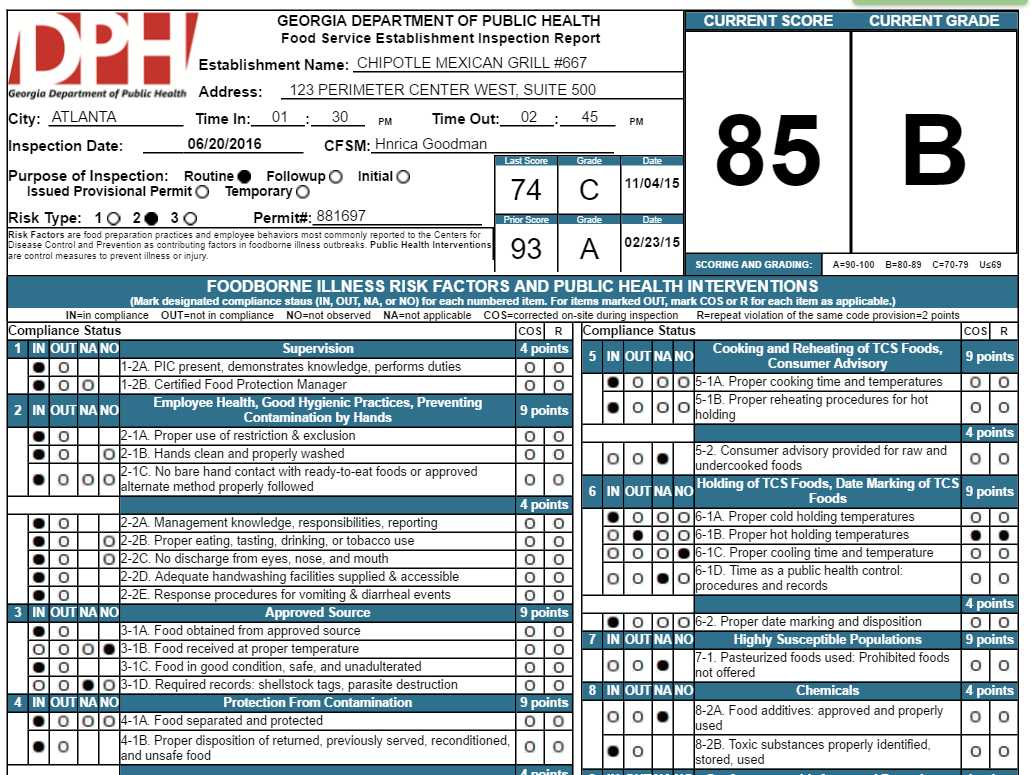 GEORGIA DEPARTMENT OF PUBLIC HEALTH
Food Service Establishment Inspection Report
DPH
Georgia Department of Public Health
Establishment Name: CHIPOTLE MEXICAN GRILL #667
Address: 123 PERIMETER CENTER WEST, SUITE 500
City: ATLANTA Time In: 01 : 30 PM Time Out: 02 : 45 PM
Inspection Date: 06/20/2016 CFSM: Hnrica Goodman
Purpose of Inspection: Routine Followup Initial
Issued Provisional Permit Temporary
Risk Type: 1 2 3 Permit#: 881697
Risk Factors are food preparation practices and employee behaviors most commonly reported to the Centers for
Disease Control and Prevention as contributing factors in foodborne illness outbreaks. Public Health Interventions
are control measures to prevent illness or injury.
Last Score Grade Date
74 C 11/04/15
Prior Score Grade Date
93 A 02/23/15
CURRENT SCORE CURRENT GRADE
85 B
SCORING AND GRADING: A=90-100 B=80-89 C=70-79 U≤69
FOODBORNE ILLNESS RISK FACTORS AND PUBLIC HEALTH INTERVENTIONS
(Mark designated compliance staus (IN, OUT, NA, or NO) for each numbered item. For items marked OUT, mark COS or R for each item as applicable.)
IN=in compliance OUT=not in compliance NO=not observed NA=not applicable COS=corrected on-site during inspection R=repeat violation of the same code provision=2 points
Compliance Status COS R
1 IN OUT NA NO Supervision 4 points
1-2A. PIC present, demonstrates knowledge, performs duties
1-2B. Certified Food Protection Manager
2 IN OUT NA NO Employee Health, Good Hygienic Practices, Preventing
Contamination by Hands 9 points
2-1A. Proper use of restriction & exclusion
2-1B. Hands clean and properly washed
2-1C. No bare hand contact with ready-to-eat foods or approved
alternate method properly followed
4 points
2-2A. Management knowledge, responsibilities, reporting
2-2B. Proper eating, tasting, drinking, or tobacco use
2-2C. No discharge from eyes, nose, and mouth
2-2D. Adequate handwashing facilities supplied & accessible
2-2E. Response procedures for vomiting & diarrheal events
3 IN OUT NA NO Approved Source 9 points
3-1A. Food obtained from approved source
3-1B. Food received at proper temperature
3-1C. Food in good condition, safe, and unadulterated
3-1D. Required records: shellstock tags, parasite destruction
4 IN OUT NA NO Protection From Contamination 9 points
4-1A. Food separated and protected
4-1B. Proper disposition of returned, previously served, reconditioned,
and unsafe food
4 points
Compliance Status COS R
5 IN OUT NA NO Cooking and Reheating of TCS Foods,
Consumer Advisory 9 points
5-1A. Proper cooking time and temperatures
5-1B. Proper reheating procedures for hot
holding
4 points
5-2. Consumer advisory provided for raw and
undercooked foods
6 IN OUT NA NO Holding of TCS Foods, Date Marking of TCS
Foods 9 points
6-1A. Proper cold holding temperatures
6-1B. Proper hot holding temperatures
6-1C. Proper cooling time and temperature
6-1D. Time as a public health control:
procedures and records
4 points
6-2. Proper date marking and disposition
7 IN OUT NA NO Highly Susceptible Populations 9 points
7-1. Pasteurized foods used: Prohibited foods
not offered
8 IN OUT NA NO Chemicals 4 points
8-2A. Food additives: approved and properly
used
8-2B. Toxic substances properly identified,
stored, used